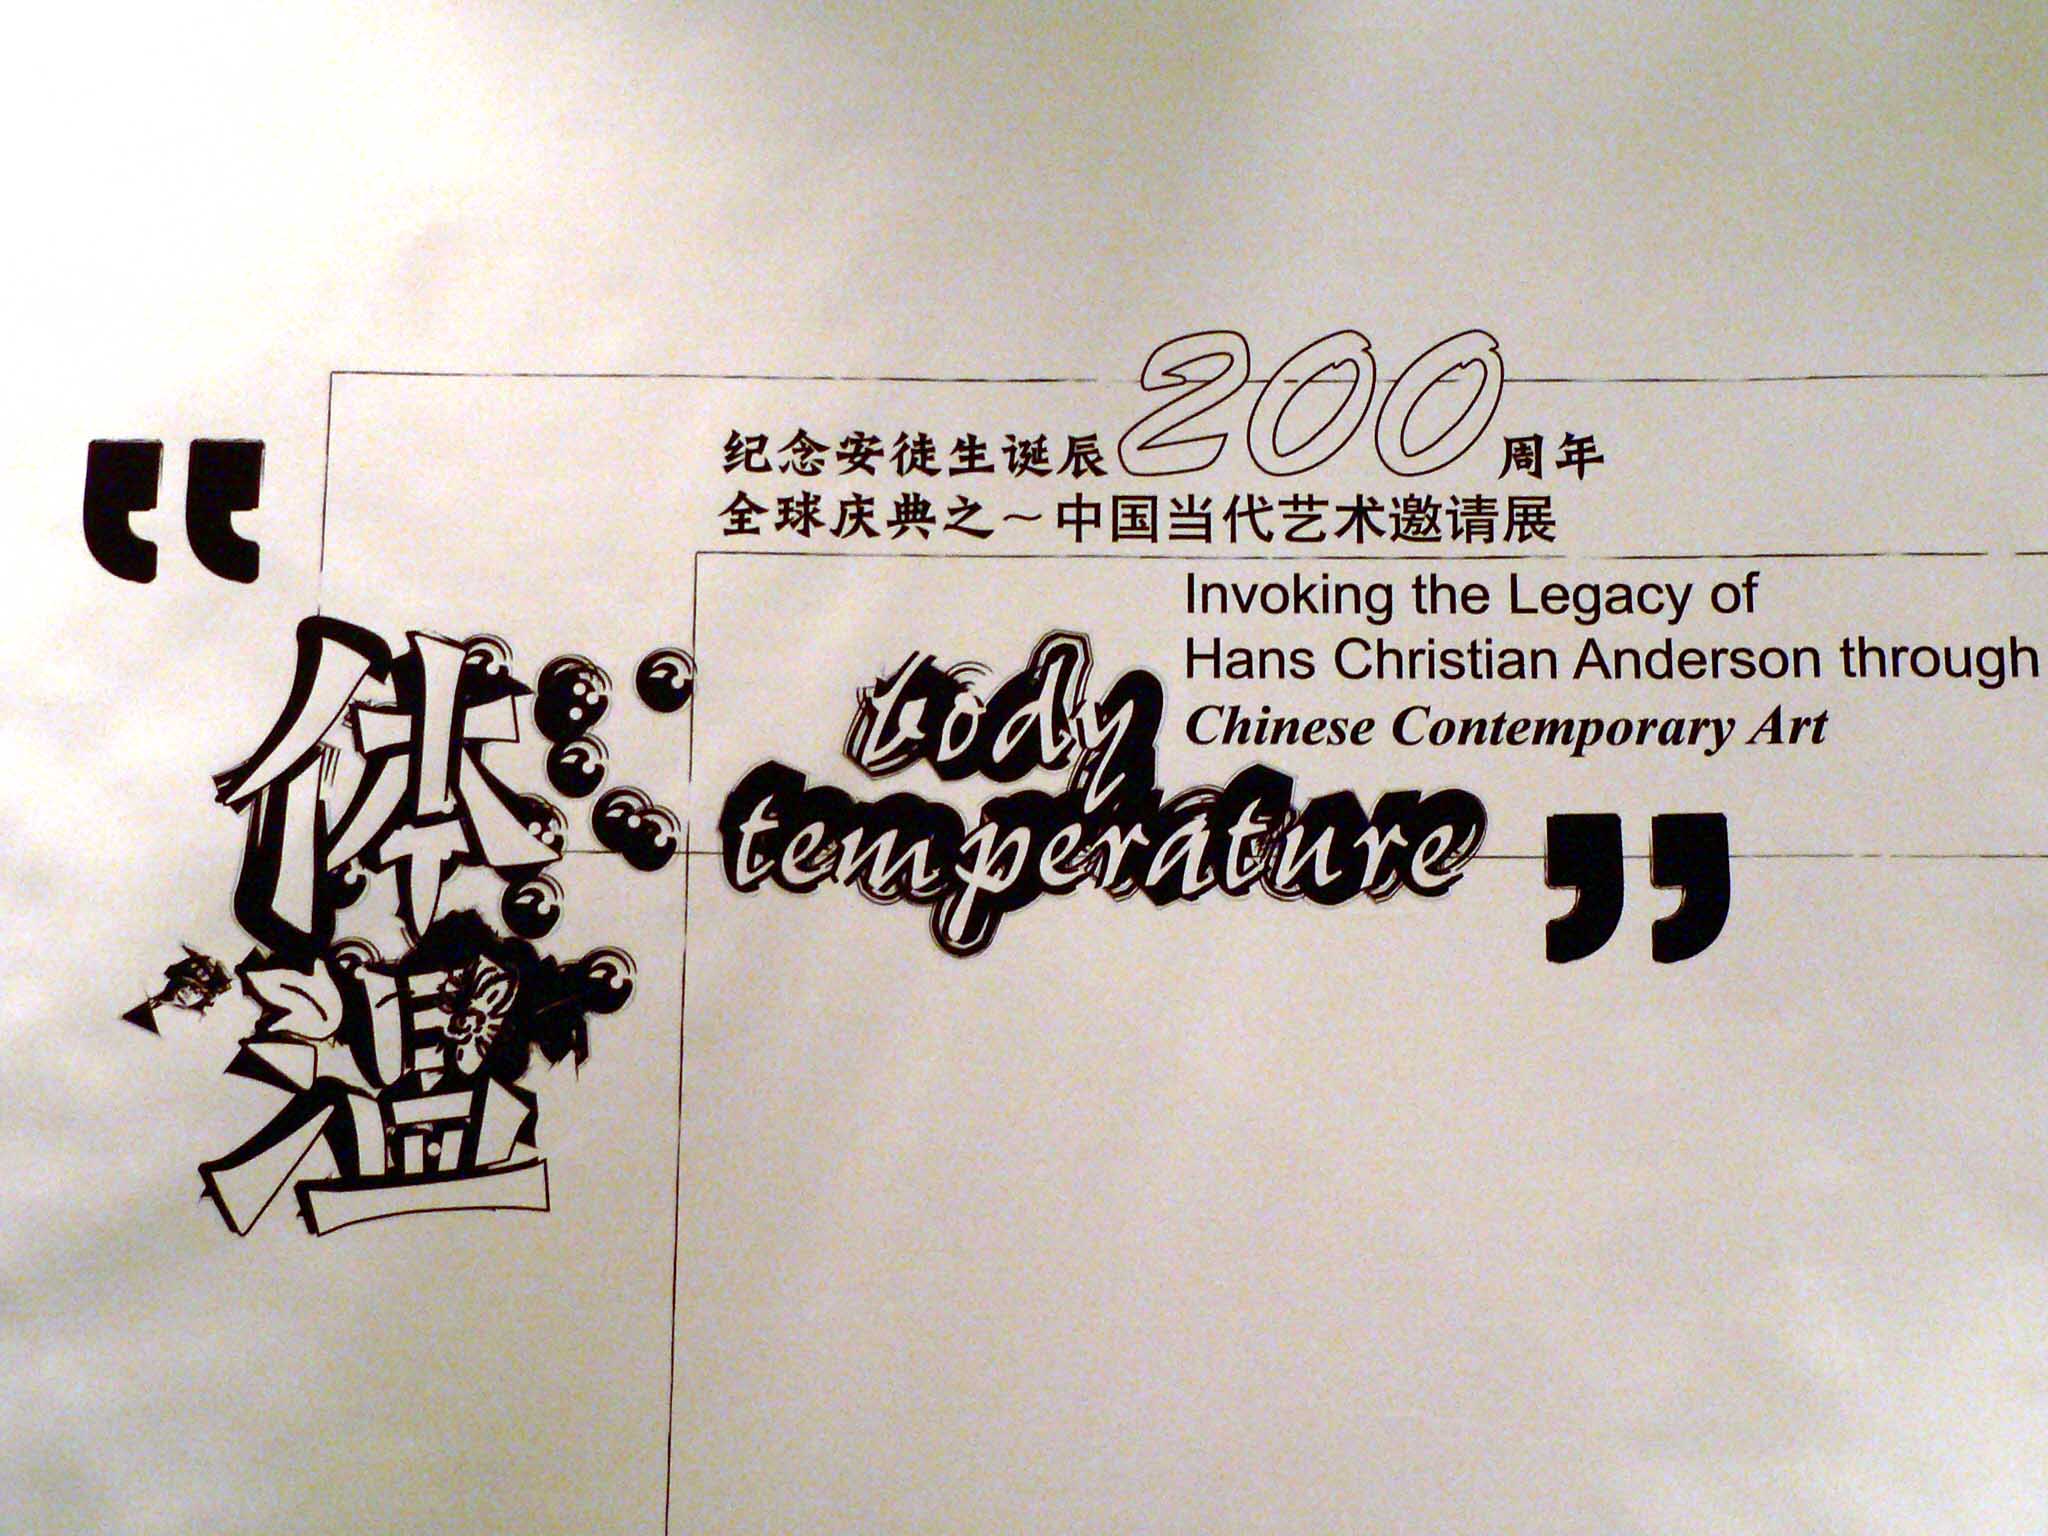 纪念安徒生诞辰200周年
全球庆典之~中国当代艺术邀请展
Invoking the Legacy of
Hans Christian Anderson through
Chinese Contemporary Art
“体温
body
temperature”